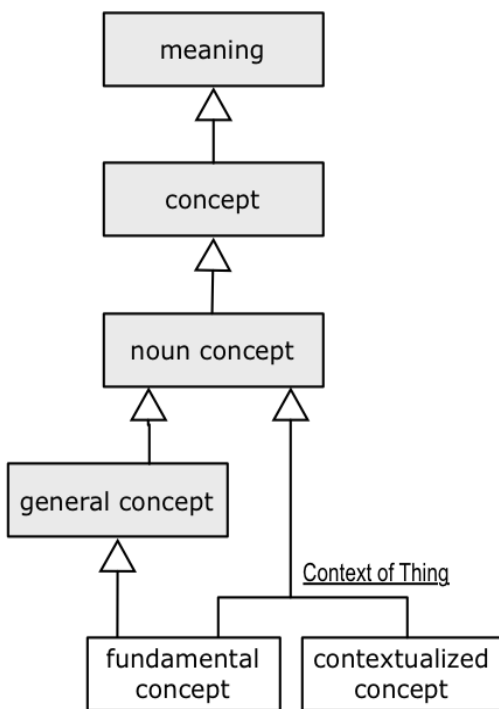 meaning
concept
noun concept
general concept
Context of Thing
fundamental
concept
contextualized
concept